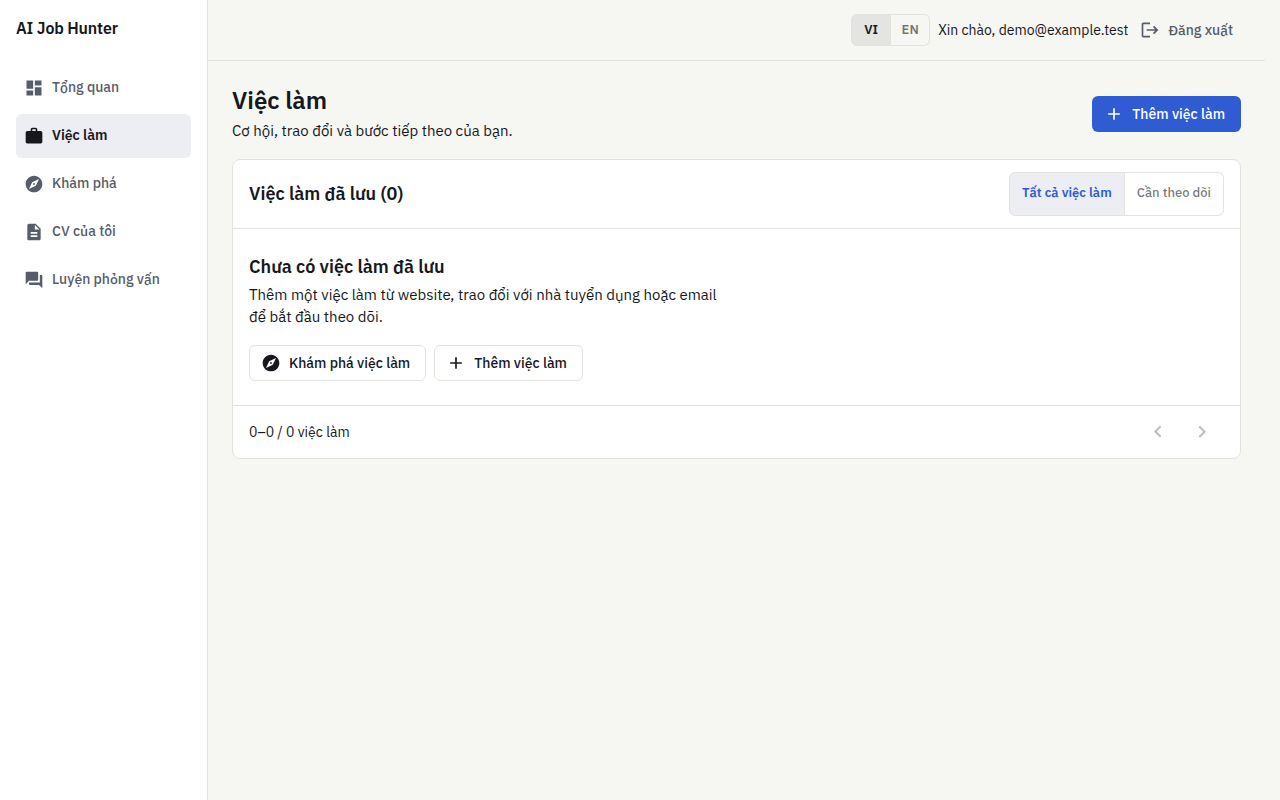 AI Job Hunter
VI
EN
Xin chào, demo@example.test
Đăng xuất
Tổng quan
Việc làm
Khám phá
CV của tôi
Luyện phỏng vấn
Việc làm
Cơ hội, trao đổi và bước tiếp theo của bạn.
Thêm việc làm
Việc làm đã lưu (0)
Tất cả việc làm
Cần theo dõi
Chưa có việc làm đã lưu
Thêm một việc làm từ website, trao đổi với nhà tuyển dụng hoặc email
để bắt đầu theo dõi.
Khám phá việc làm
Thêm việc làm
0–0 / 0 việc làm